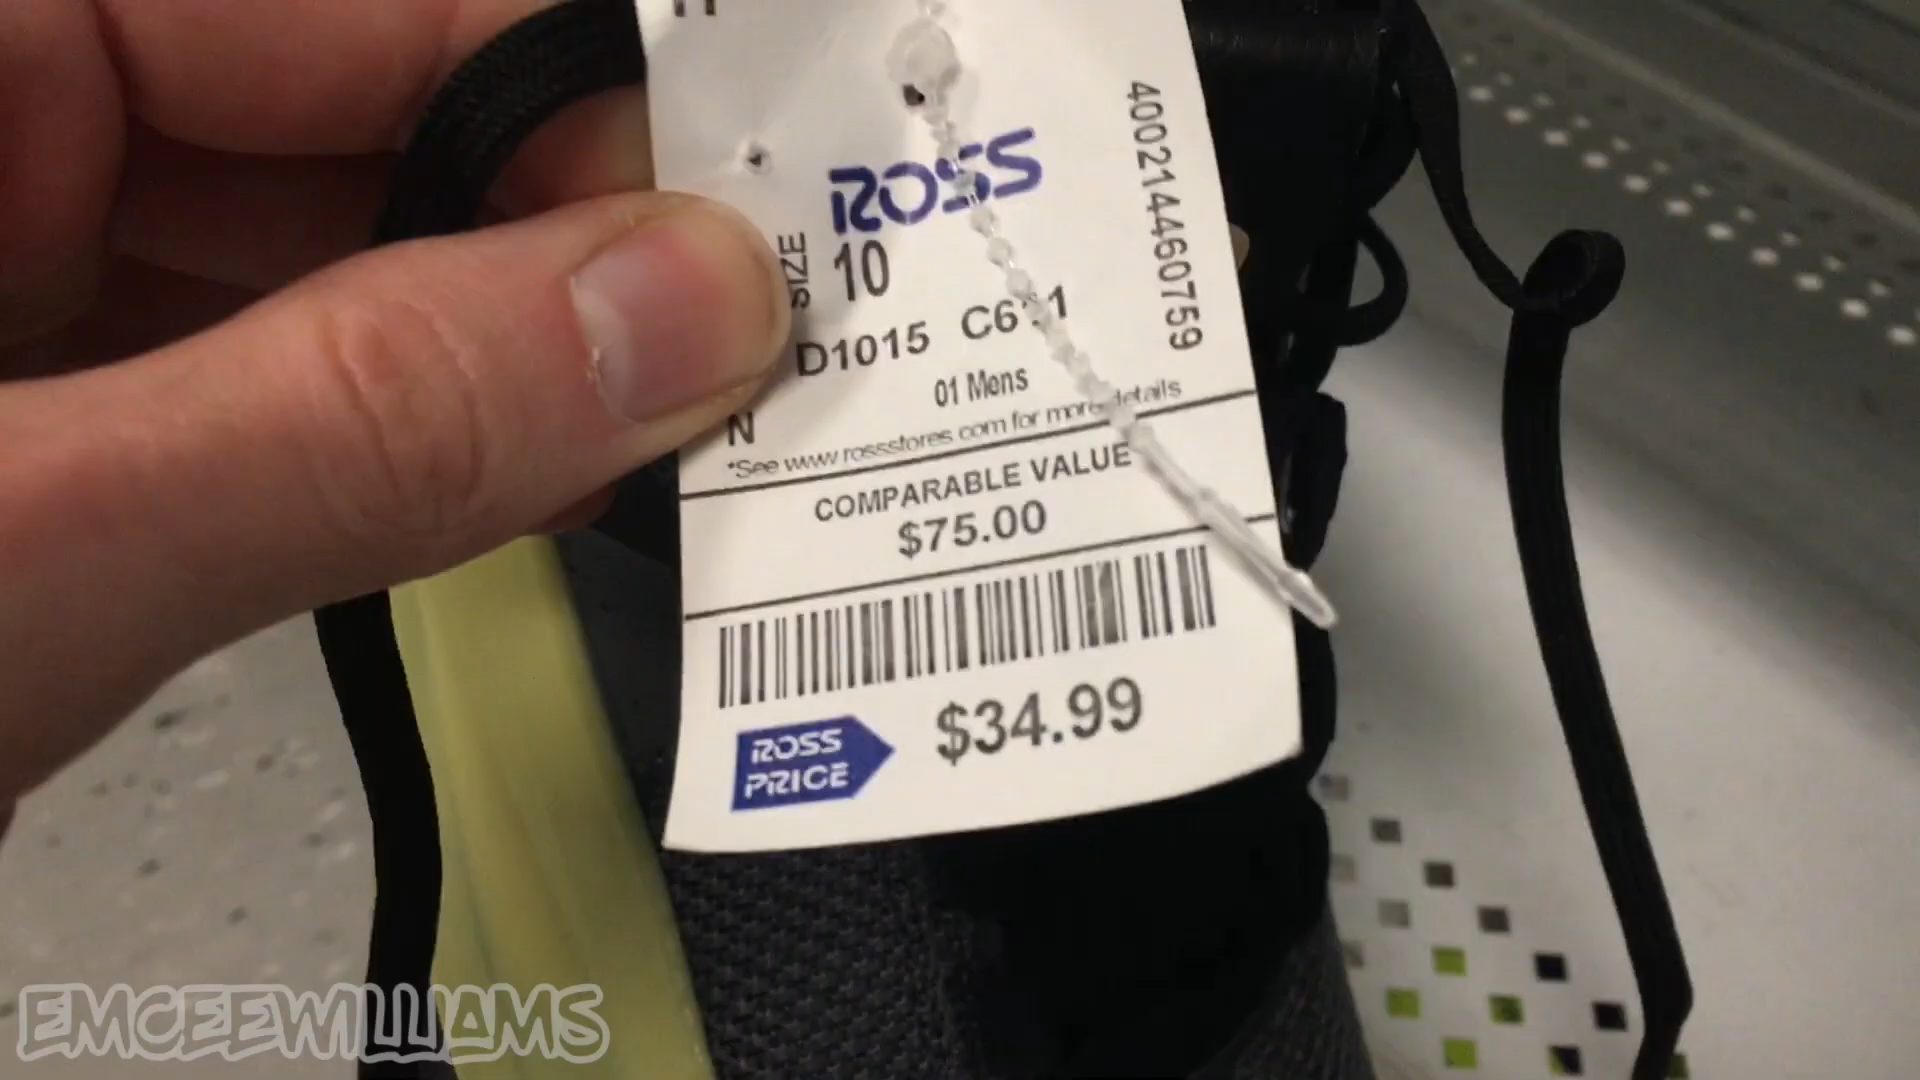 ROSS
SIZE 10
400214460759
D1015
01 Mens
N
*See www.rossstores.com for more details
COMPARABLE VALUE
$75.00
ROSS
PRICE
$34.99
EMCEEWILLIAMS